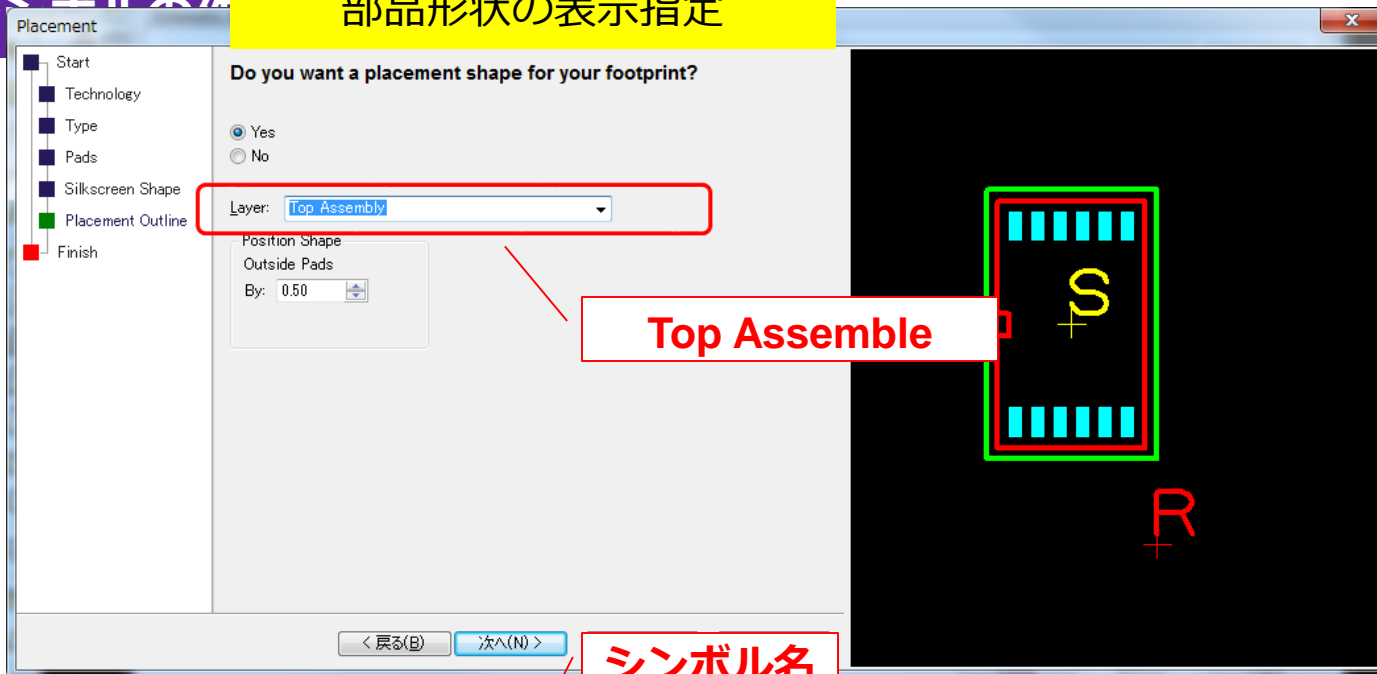 部品形状の表示指定
Placement
x
Start
Technology
Type
Pads
Silkscreen Shape
Placement Outline
Finish
Do you want a placement shape for your footprint?
Yes
No
Layer: Top Assembly
Position Shape
Outside Pads
By: 0.50
Top Assemble
S
R
< 戻る(B)
次へ(N) >
シンボル名